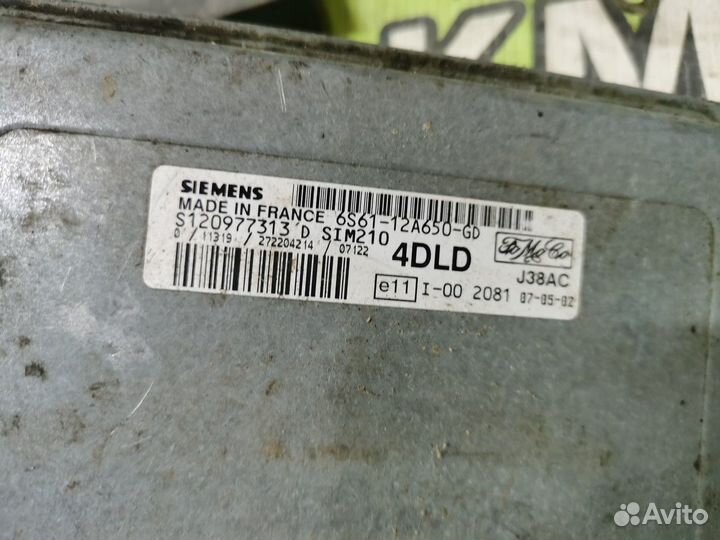 KM
SIEMENS
MADE IN FRANCE 6S61-12A650-GD
S120977313 D SIM210
0 / 11319 / 272204214 / 07122
4DLD
FoMoCo
J38AC
e11 I-00 2081 07-05-02
Avito